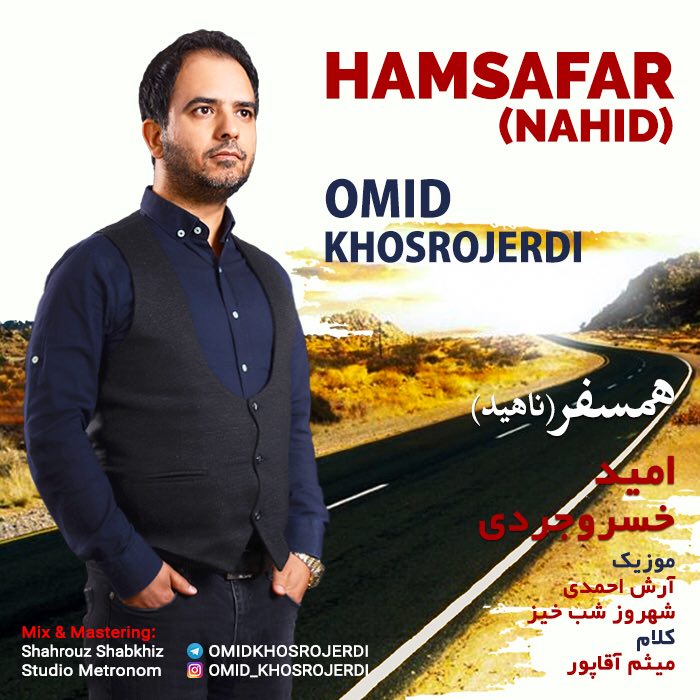 HAMSAFAR
(NAHID)
OMID
KHOSROJERDI
همسفر(ناهید)
امید
خسروجردی
موزیک
آرش احمدی
شهروز شب خیز
کلام
میثم آقاپور
Mix & Mastering:
Shahrouz Shabkhiz
Studio Metronom
OMIDKHOSROJERDI
OMID_KHOSROJERDI